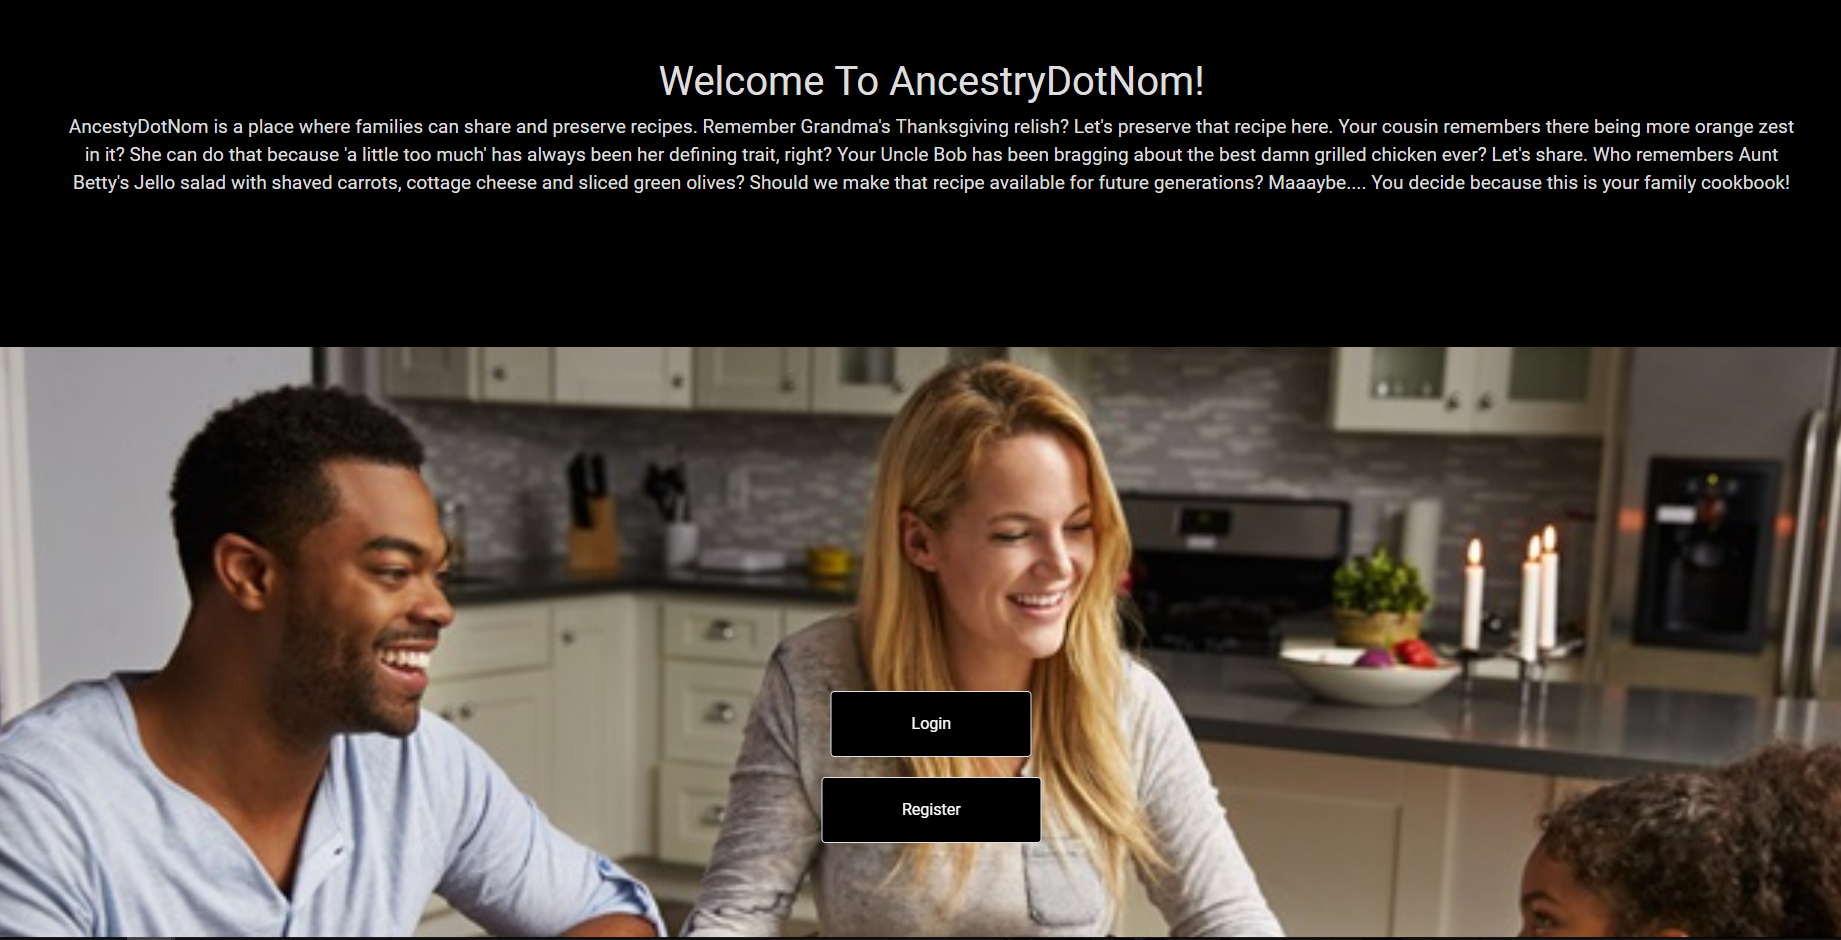 Welcome To AncestryDotNom!
AncestyDotNom is a place where families can share and preserve recipes. Remember Grandma's Thanksgiving relish? Let's preserve that recipe here. Your cousin remembers there being more orange zest
in it? She can do that because 'a little too much' has always been her defining trait, right? Your Uncle Bob has been bragging about the best damn grilled chicken ever? Let's share. Who remembers Aunt
Betty's Jello salad with shaved carrots, cottage cheese and sliced green olives? Should we make that recipe available for future generations? Maaaybe.... You decide because this is your family cookbook!
Login
Register